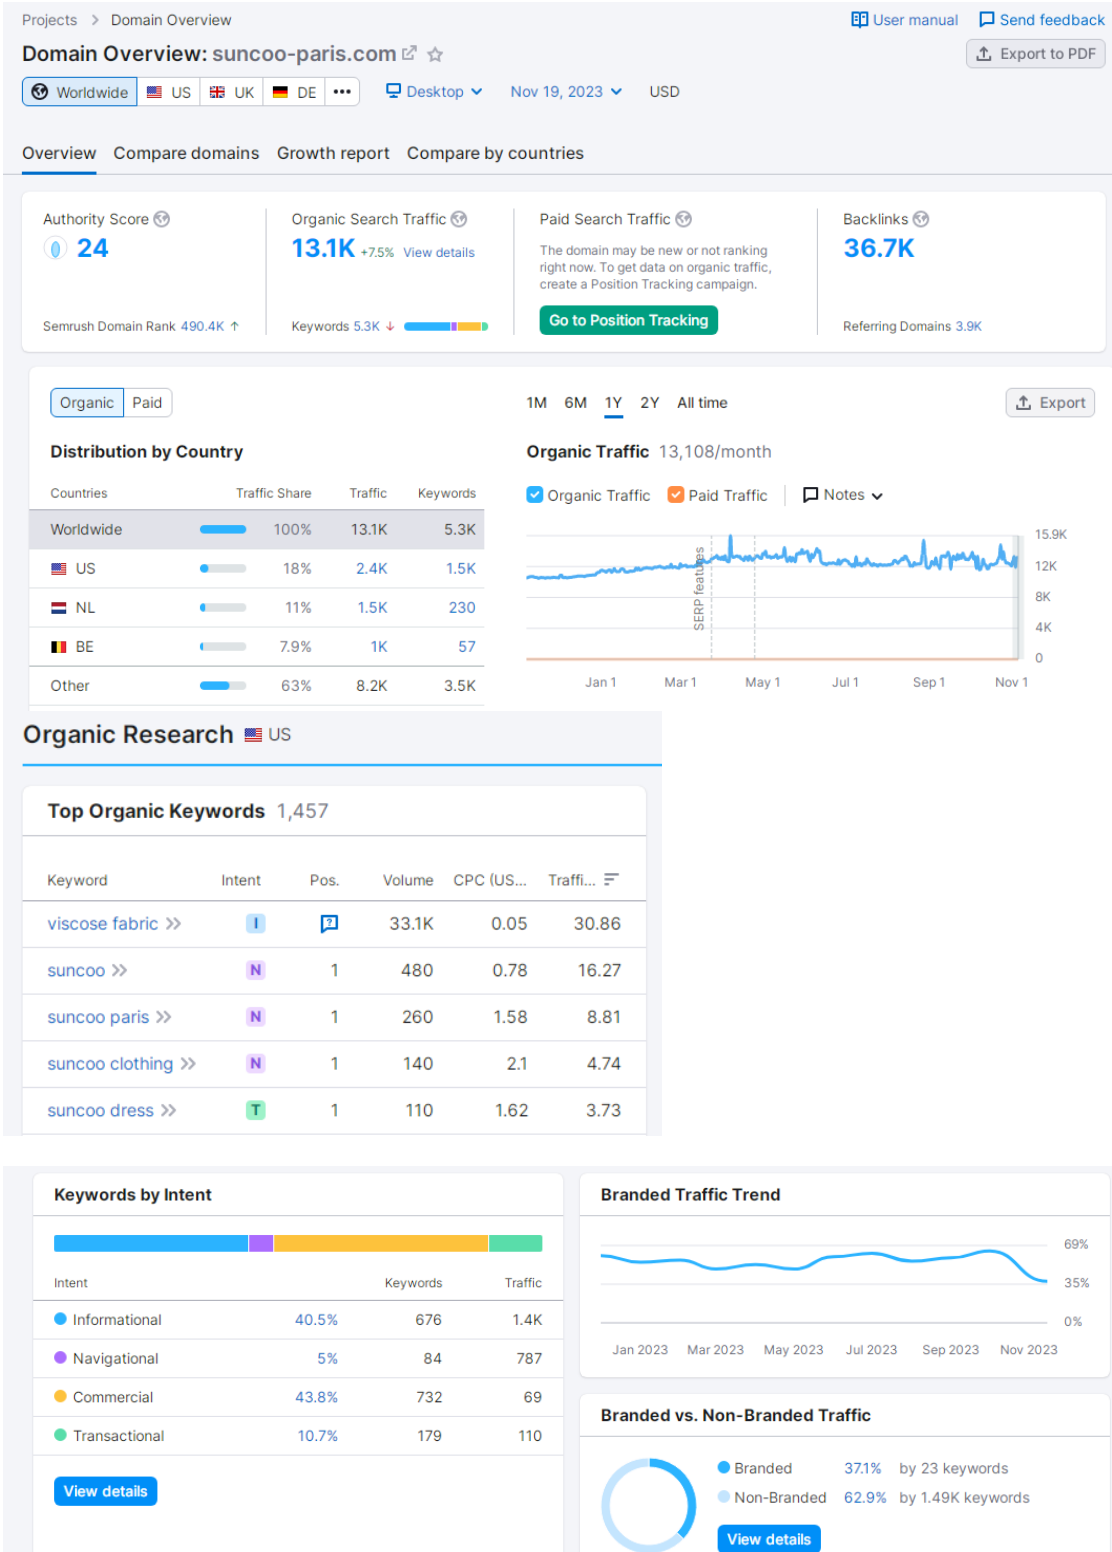 Projects > Domain Overview
User manual Send feedback
Domain Overview: suncoo-paris.com
Export to PDF
Worldwide US UK DE ••• Desktop Nov 19, 2023 USD
Overview Compare domains Growth report Compare by countries
Authority Score
24
Semrush Domain Rank 490.4K ↑
Organic Search Traffic
13.1K +7.5% View details
Keywords 5.3K ↓
Paid Search Traffic
The domain may be new or not ranking
right now. To get data on organic traffic,
create a Position Tracking campaign.
Go to Position Tracking
Backlinks
36.7K
Referring Domains 3.9K
Organic Paid
Distribution by Country
Countries Traffic Share Traffic Keywords
Worldwide 100% 13.1K 5.3K
US 18% 2.4K 1.5K
NL 11% 1.5K 230
BE 7.9% 1K 57
Other 63% 8.2K 3.5K
1M 6M 1Y 2Y All time
Export
Organic Traffic 13,108/month
Organic Traffic Paid Traffic Notes
15.9K
12K
8K
4K
0
SERP features
Jan 1 Mar 1 May 1 Jul 1 Sep 1 Nov 1
Organic Research US
Top Organic Keywords 1,457
Keyword Intent Pos. Volume CPC (US... Traffi...
viscose fabric >> I ? 33.1K 0.05 30.86
suncoo >> N 1 480 0.78 16.27
suncoo paris >> N 1 260 1.58 8.81
suncoo clothing >> N 1 140 2.1 4.74
suncoo dress >> T 1 110 1.62 3.73
Keywords by Intent
Intent Keywords Traffic
Informational 40.5% 676 1.4K
Navigational 5% 84 787
Commercial 43.8% 732 69
Transactional 10.7% 179 110
View details
Branded Traffic Trend
69%
35%
0%
Jan 2023 Mar 2023 May 2023 Jul 2023 Sep 2023 Nov 2023
Branded vs. Non-Branded Traffic
Branded 37.1% by 23 keywords
Non-Branded 62.9% by 1.49K keywords
View details